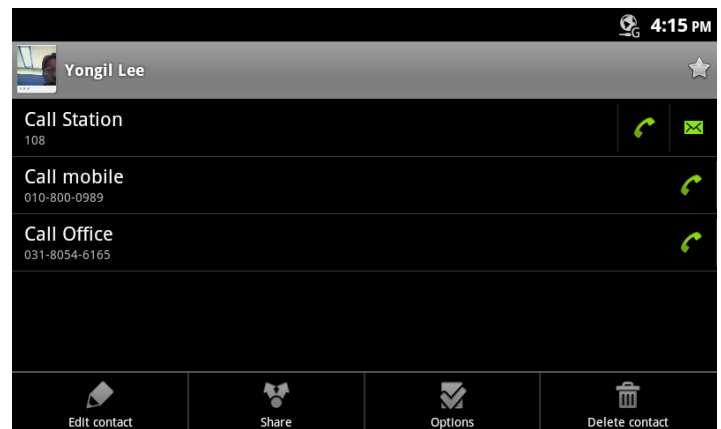 G 4:15 PM
Yongil Lee
Call Station
108
Call mobile
010-800-0989
Call Office
031-8054-6165
Edit contact Share Options Delete contact